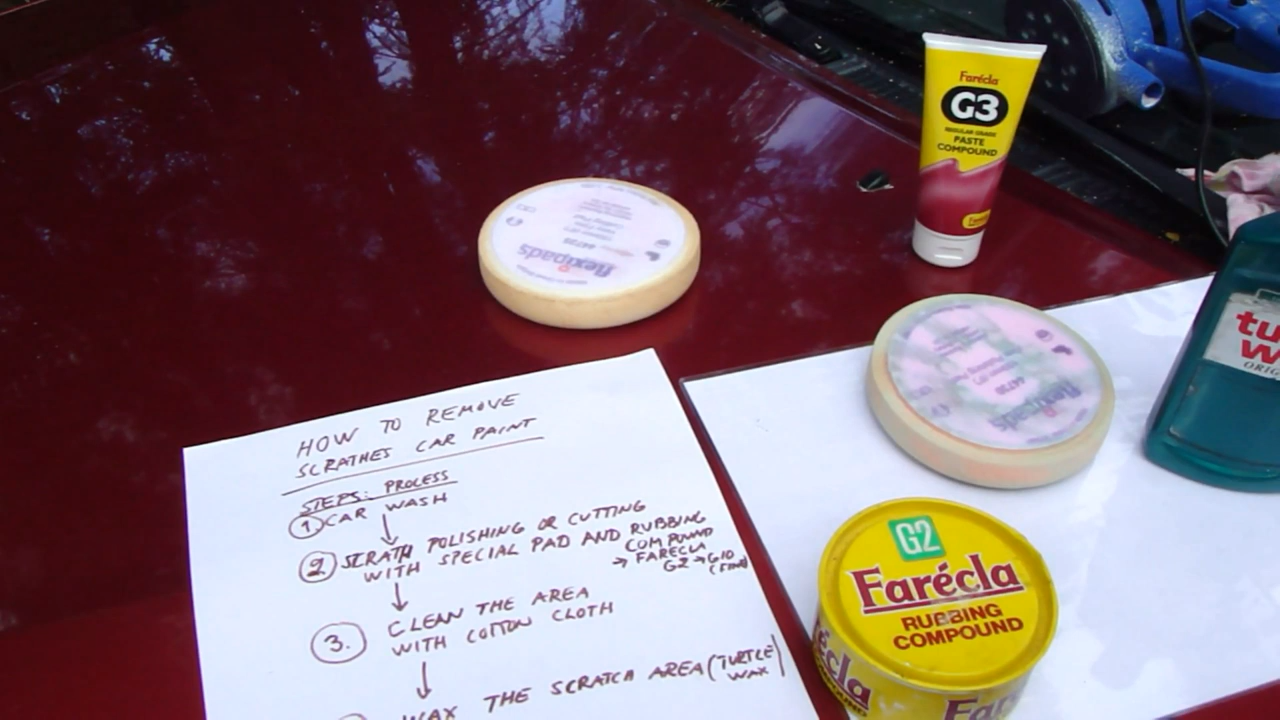 HOW TO REMOVE
SCRATHES CAR PAINT
STEPS: PROCESS
1 CAR WASH
2 SCRATH POLISHING OR CUTTING
WITH SPECIAL PAD AND RUBBING
COMPOUND
→ FARECLA
G2 → G10
(FINE)
3. CLEAN THE AREA
WITH COTTON CLOTH
WAX THE SCRATCH AREA (TURTLE
WAX)
flexipads
Farécla
G3
REGULAR GRADE
PASTE
COMPOUND
Farécla
flexipads
G2
Farécla
RUBBING
COMPOUND